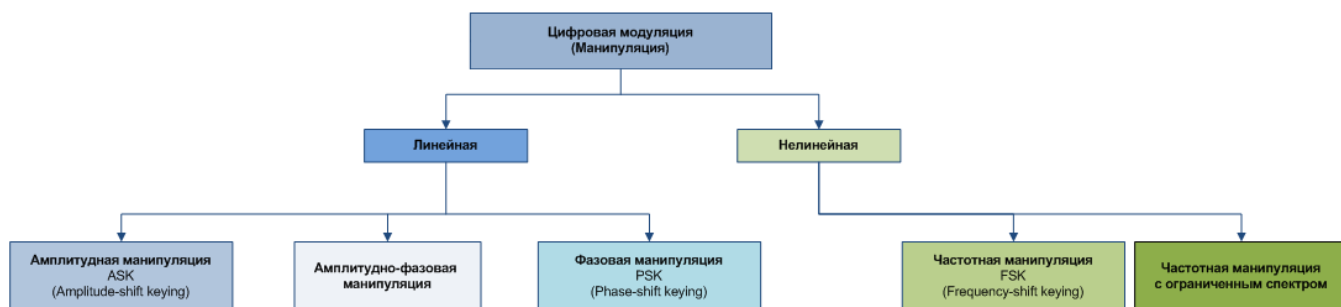 Цифровая модуляция
(Манипуляция)
Линейная
Нелинейная
Амплитудная манипуляция
ASK
(Amplitude-shift keying)
Амплитудно-фазовая
манипуляция
Фазовая манипуляция
PSK
(Phase-shift keying)
Частотная манипуляция
FSK
(Frequency-shift keying)
Частотная манипуляция
с ограниченным спектром